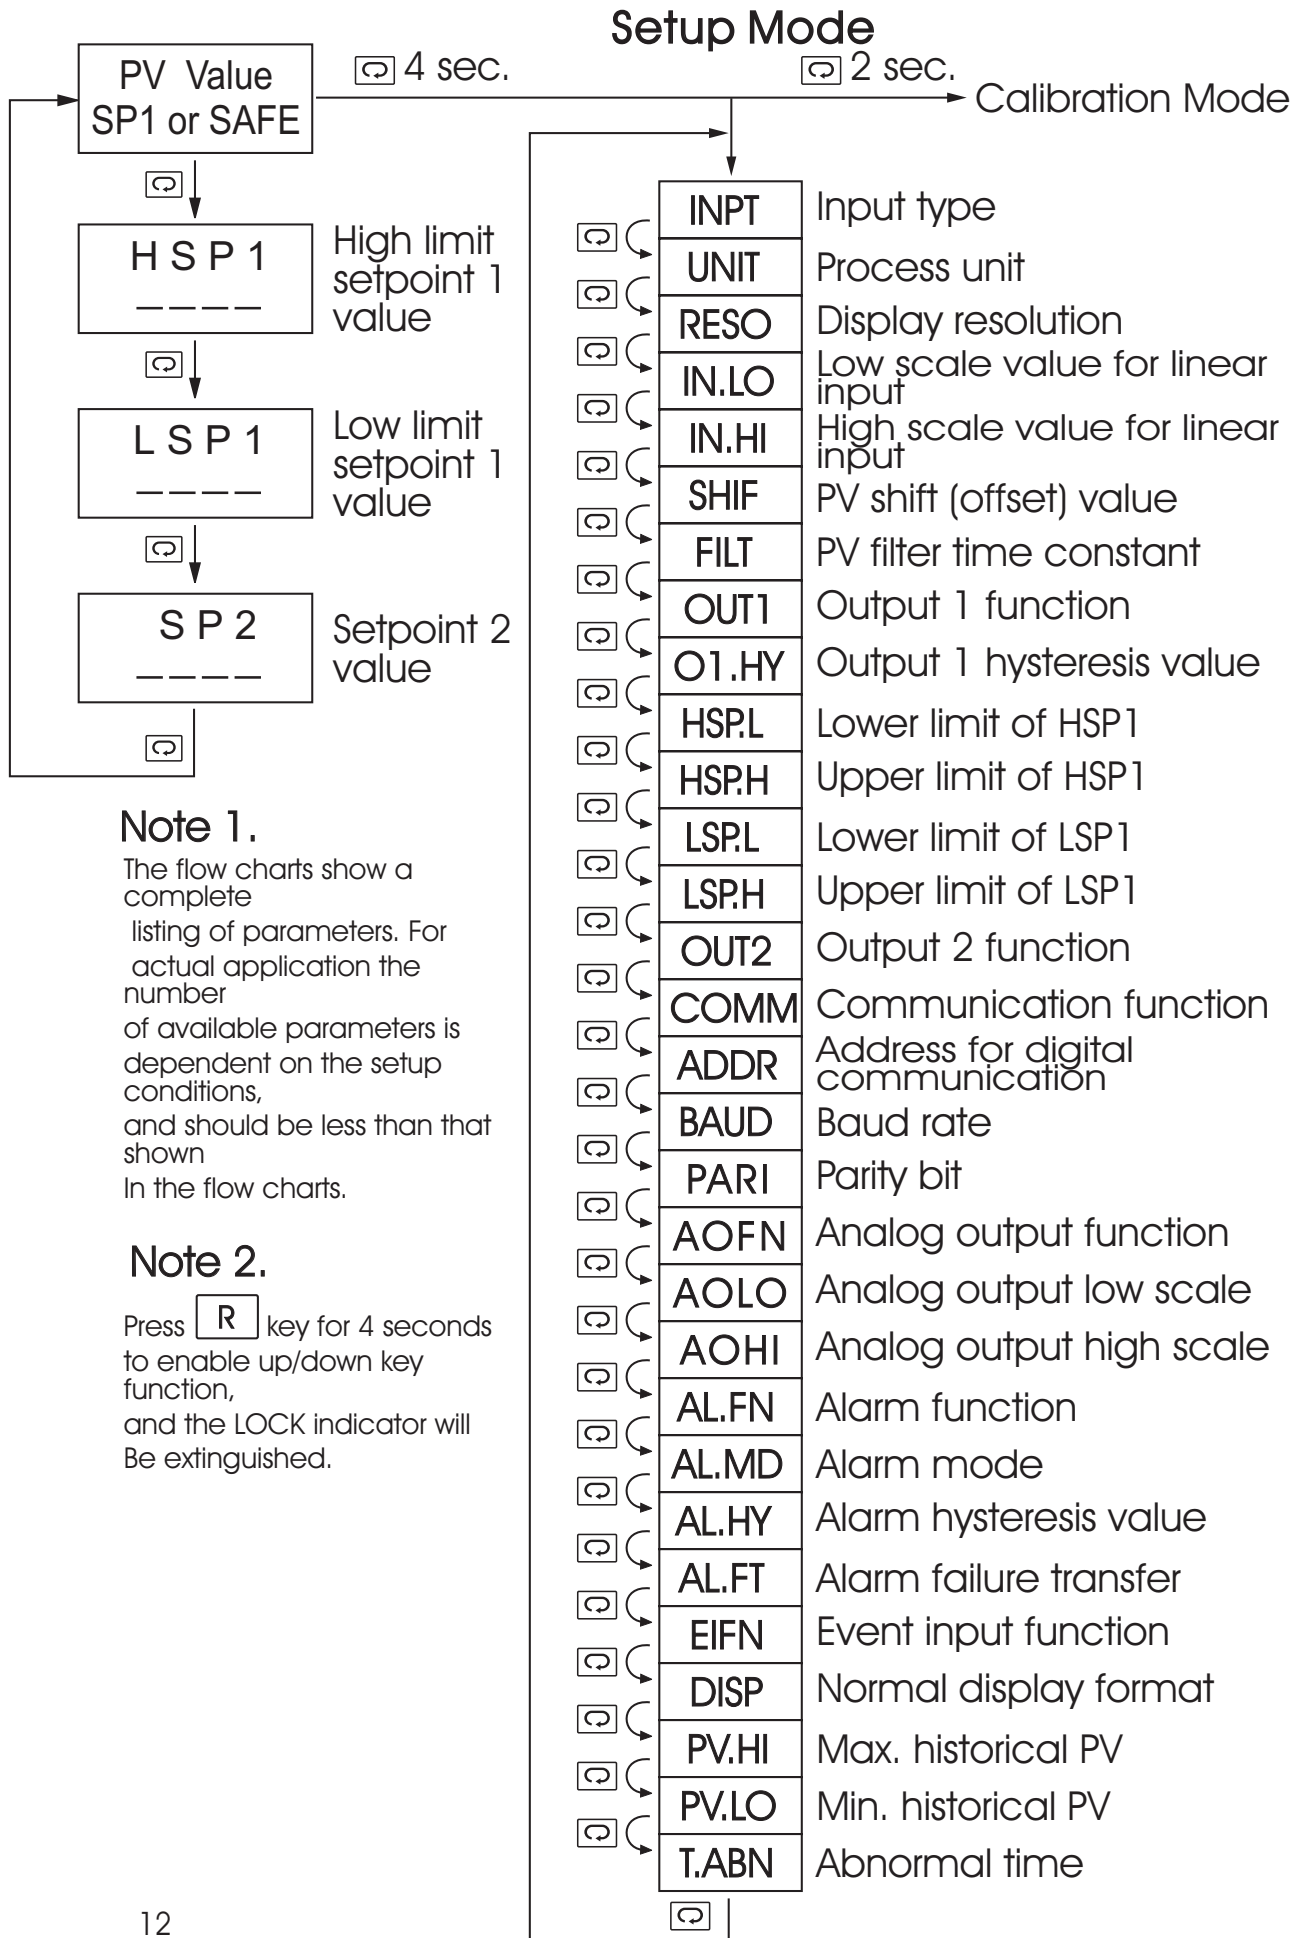 Setup Mode
PV Value
SP1 or SAFE
4 sec.
2 sec.
Calibration Mode
H S P 1
_ _ _ _
High limit
setpoint 1
value
L S P 1
_ _ _ _
Low limit
setpoint 1
value
S P 2
_ _ _ _
Setpoint 2
value
Note 1.
The flow charts show a
complete
listing of parameters. For
actual application the
number
of available parameters is
dependent on the setup
conditions,
and should be less than that
shown
In the flow charts.
Note 2.
Press R key for 4 seconds
to enable up/down key
function,
and the LOCK indicator will
Be extinguished.
INPT Input type
UNIT Process unit
RESO Display resolution
IN.LO Low scale value for linear
input
IN.HI High scale value for linear
input
SHIF PV shift (offset) value
FILT PV filter time constant
OUT1 Output 1 function
O1.HY Output 1 hysteresis value
HSP.L Lower limit of HSP1
HSP.H Upper limit of HSP1
LSP.L Lower limit of LSP1
LSP.H Upper limit of LSP1
OUT2 Output 2 function
COMM Communication function
ADDR Address for digital
communication
BAUD Baud rate
PARI Parity bit
AOFN Analog output function
AOLO Analog output low scale
AOHI Analog output high scale
AL.FN Alarm function
AL.MD Alarm mode
AL.HY Alarm hysteresis value
AL.FT Alarm failure transfer
EIFN Event input function
DISP Normal display format
PV.HI Max. historical PV
PV.LO Min. historical PV
T.ABN Abnormal time
12